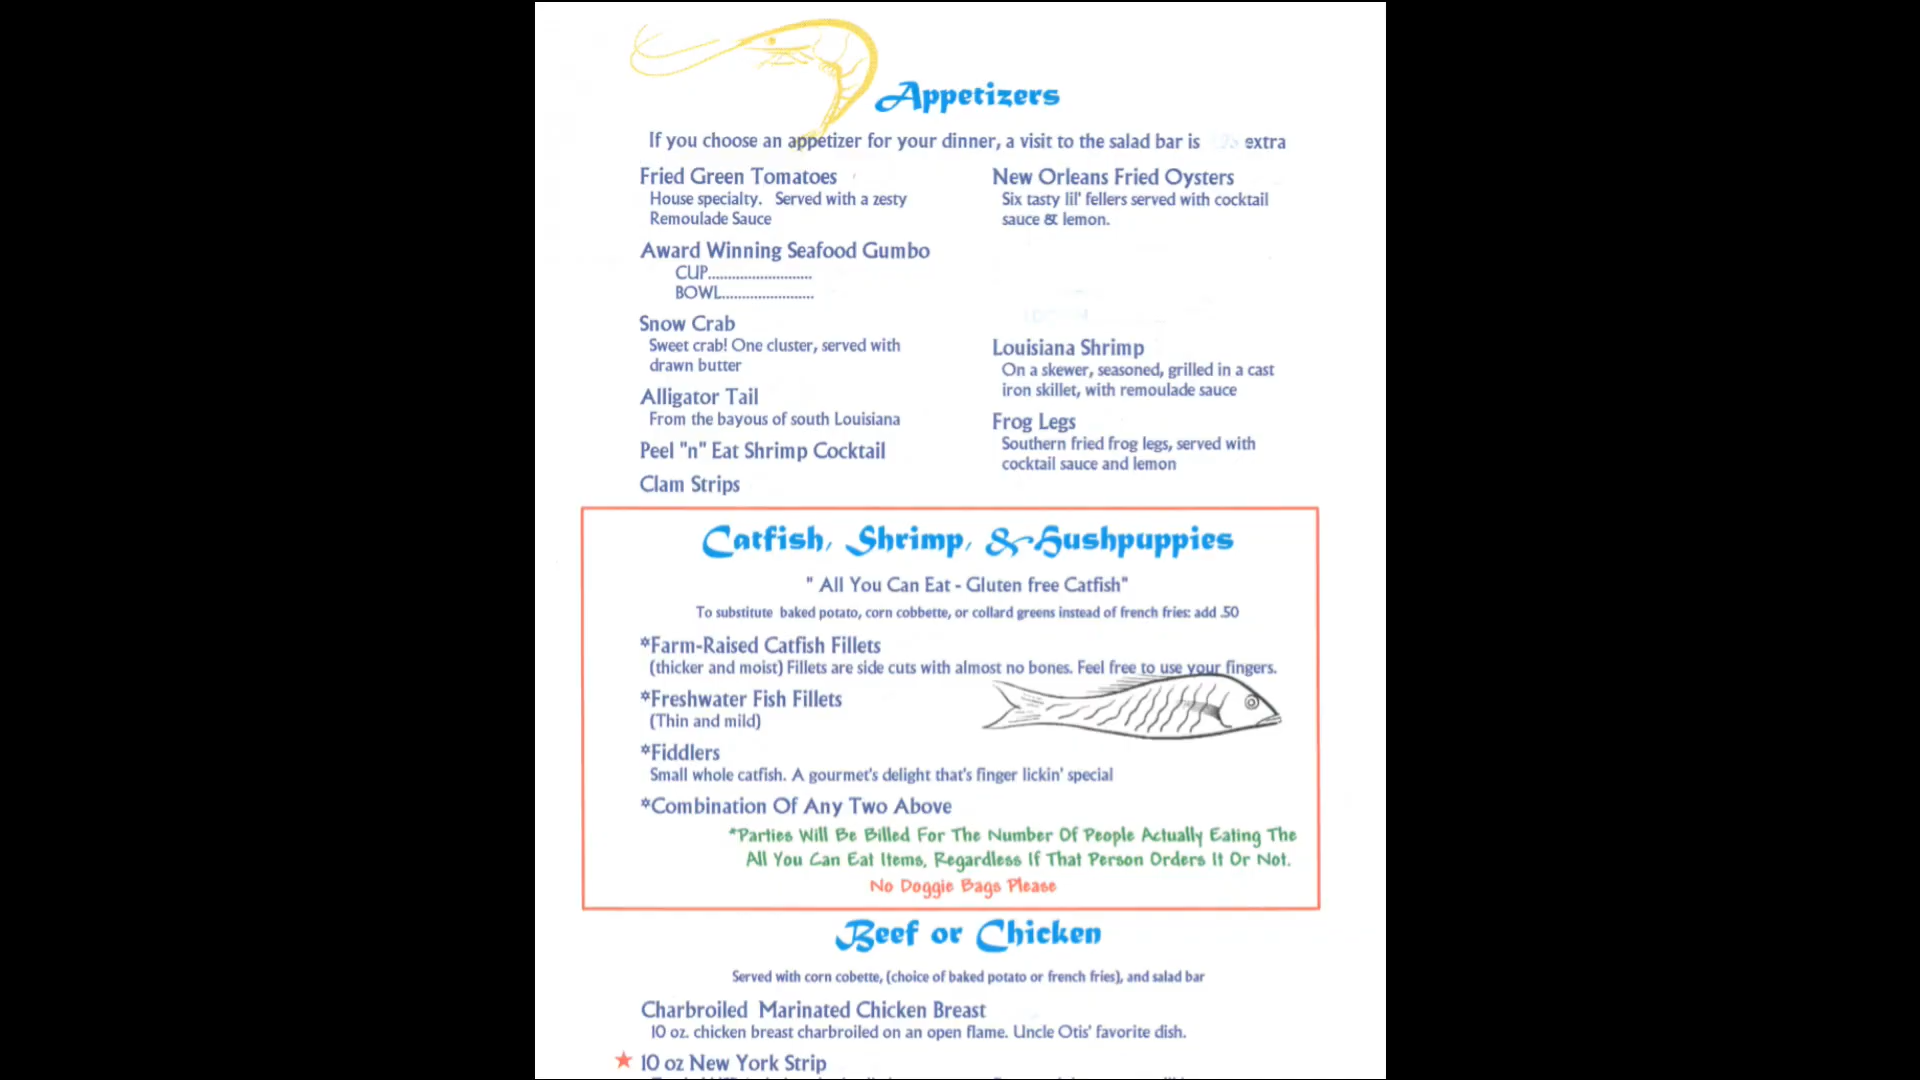 Appetizers
If you choose an appetizer for your dinner, a visit to the salad bar is extra
Fried Green Tomatoes
House specialty. Served with a zesty
Remoulade Sauce
Award Winning Seafood Gumbo
CUP..........................
BOWL.......................
Snow Crab
Sweet crab! One cluster, served with
drawn butter
Alligator Tail
From the bayous of south Louisiana
Peel "n" Eat Shrimp Cocktail
Clam Strips
New Orleans Fried Oysters
Six tasty lil' fellers served with cocktail
sauce & lemon.
Louisiana Shrimp
On a skewer, seasoned, grilled in a cast
iron skillet, with remoulade sauce
Frog Legs
Southern fried frog legs, served with
cocktail sauce and lemon
Catfish, Shrimp, & Hushpuppies
" All You Can Eat - Gluten free Catfish"
To substitute baked potato, corn cobbette, or collard greens instead of french fries: add .50
*Farm-Raised Catfish Fillets
(thicker and moist) Fillets are side cuts with almost no bones. Feel free to use your fingers.
*Freshwater Fish Fillets
(Thin and mild)
*Fiddlers
Small whole catfish. A gourmet's delight that's finger lickin' special
*Combination Of Any Two Above
*Parties Will Be Billed For The Number Of People Actually Eating The
All You Can Eat Items, Regardless If That Person Orders It Or Not.
No Doggie Bags Please
Beef or Chicken
Served with corn cobette, (choice of baked potato or french fries), and salad bar
Charbroiled Marinated Chicken Breast
10 oz. chicken breast charbroiled on an open flame. Uncle Otis' favorite dish.
★ 10 oz New York Strip